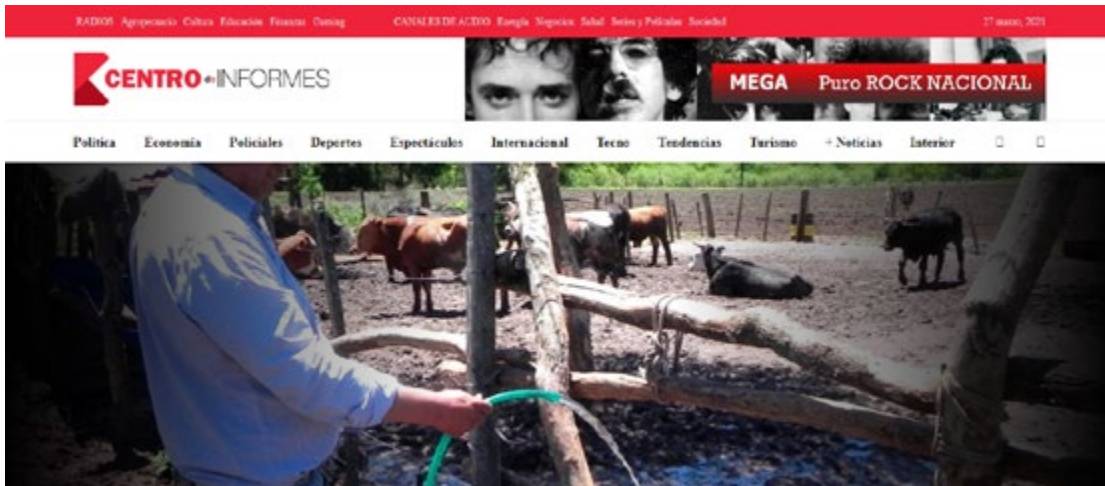 RADIOS Agropecuario Cultura Educación Finanzas Gaming CANALES DE AUDIO Energía Negocios Salud Series y Películas Sociedad 27 marzo, 2021
CENTRO de INFORMES
MEGA Puro ROCK NACIONAL
Política Economía Policiales Deportes Espectáculos Internacional Tecno Tendencias Turismo + Noticias Interior